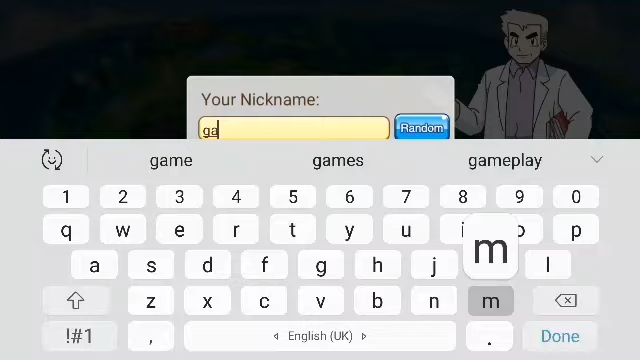 Your Nickname:
ga
Random
game games gameplay
1 2 3 4 5 6 7 8 9 0
q w e r t y u i o p
a s d f g h j m l
z x c v b n m
!#1 , English (UK) . Done